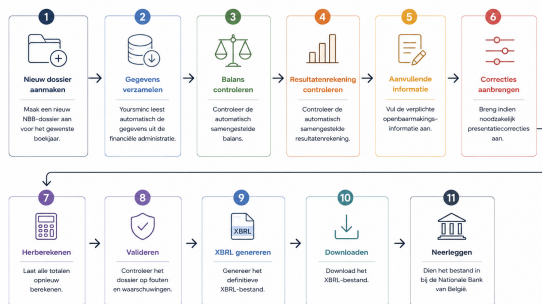 1
Nieuw dossier
aanmaken
Maak een nieuw
NBB-dossier aan
voor het gewenste
boekjaar.
2
Gegevens
verzamelen
Yoursminc leest
automatisch de
gegevens uit de
financiële administratie.
3
Balans
controleren
Controleer de
automatisch
samengestelde
balans.
4
Resultatenrekening
controleren
Controleer de
automatisch
samengestelde
resultatenrekening.
5
Aanvullende
informatie
Vul de verplichte
openbaarmakings-
informatie aan.
6
Correcties
aanbrengen
Breng indien
noodzakelijk
presentatiecorrecties
aan.
7
Herberekenen
Laat alle totalen
opnieuw
berekenen.
8
Valideren
Controleer het
dossier op fouten
en waarschuwingen.
9
XBRL
XBRL genereren
Genereer het
definitieve
XBRL-bestand.
10
Downloaden
Download het
XBRL-bestand.
11
Neerleggen
Dien het bestand in
bij de Nationale Bank
van België.